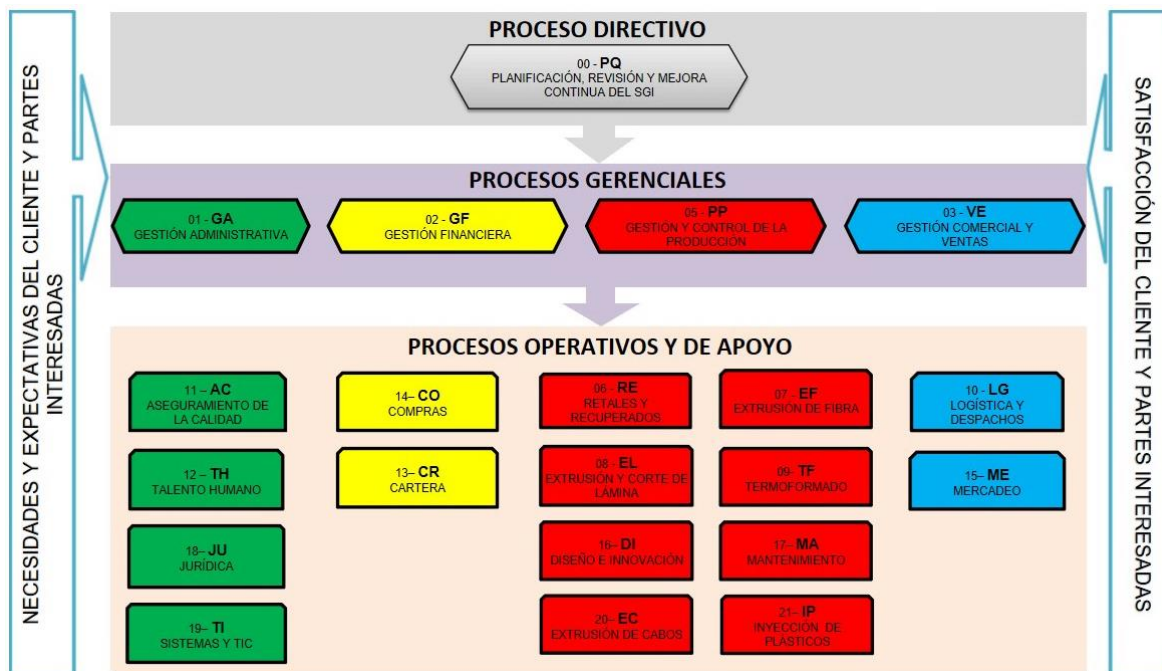 NECESIDADES Y EXPECTATIVAS DEL CLIENTE Y PARTES
INTERESADAS
PROCESO DIRECTIVO
00 - PQ
PLANIFICACIÓN, REVISIÓN Y MEJORA
CONTINUA DEL SGI
PROCESOS GERENCIALES
01 - GA
GESTIÓN ADMINISTRATIVA
02 - GF
GESTIÓN FINANCIERA
05 - PP
GESTIÓN Y CONTROL DE LA
PRODUCCIÓN
03 - VE
GESTIÓN COMERCIAL Y
VENTAS
PROCESOS OPERATIVOS Y DE APOYO
11 – AC
ASEGURAMIENTO DE
LA CALIDAD
14– CO
COMPRAS
06 - RE
RETALES Y
RECUPERADOS
07 - EF
EXTRUSIÓN DE FIBRA
10 - LG
LOGÍSTICA Y
DESPACHOS
12 – TH
TALENTO HUMANO
13– CR
CARTERA
08 - EL
EXTRUSIÓN Y CORTE DE
LÁMINA
09- TF
TERMOFORMADO
15– ME
MERCADEO
18– JU
JURÍDICA
16– DI
DISEÑO E INNOVACIÓN
17– MA
MANTENIMIENTO
19– TI
SISTEMAS Y TIC
20– EC
EXTRUSIÓN DE CABOS
21– IP
INYECCIÓN DE
PLÁSTICOS
SATISFACCIÓN DEL CLIENTE Y PARTES INTERESADAS